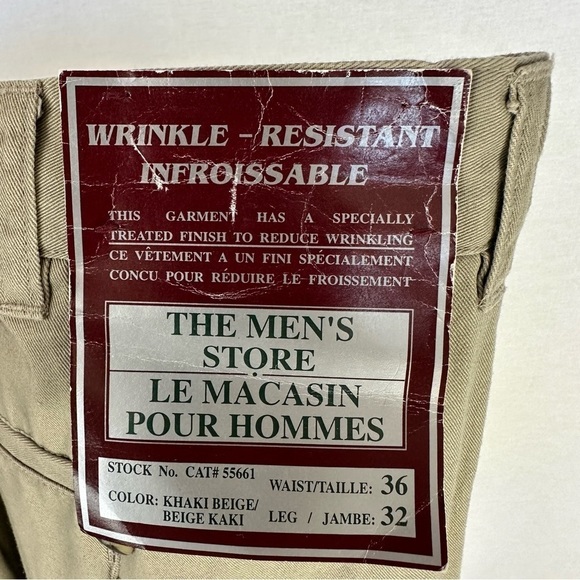 WRINKLE – RESISTANT
INFROISSABLE
THIS GARMENT HAS A SPECIALLY
TREATED FINISH TO REDUCE WRINKLING
CE VÊTEMENT A UN FINI SPÉCIALEMENT
CONCU POUR RÉDUIRE LE FROISSEMENT
THE MEN'S
STORE
LE MACASIN
POUR HOMMES
STOCK No. CAT# 55661
WAIST/TAILLE: 36
COLOR: KHAKI BEIGE/
BEIGE KAKI
LEG / JAMBE: 32